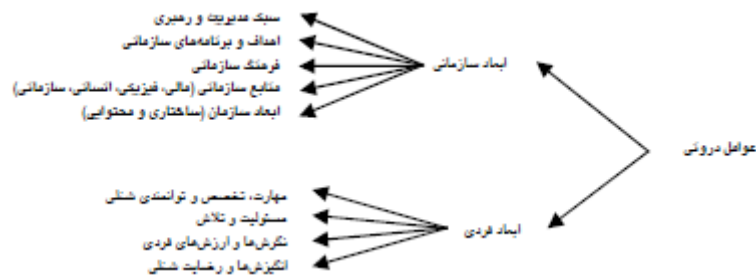 عوامل درونی
ابعاد سازمانی
سبک مدیریت و رهبری
اهداف و برنامه‌های سازمانی
فرهنگ سازمانی
منابع سازمانی (مالی، فیزیکی، انسانی، سازمانی)
ابعاد سازمان (ساختاری و محتوایی)
ابعاد فردی
مهارت، تخصص و توانمندی شغلی
مسئولیت و تلاش
نگرش‌ها و ارزش‌های فردی
انگیزش‌ها و رضایت شغلی